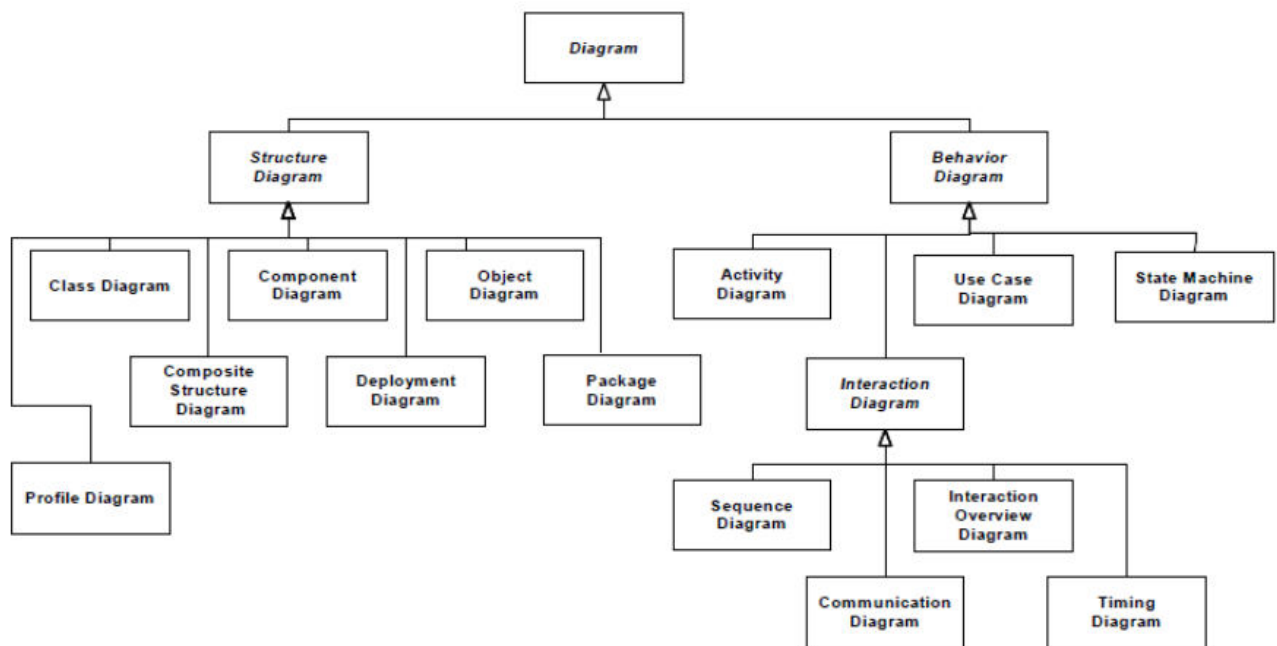 Diagram
Structure
Diagram
Behavior
Diagram
Class Diagram
Component
Diagram
Object
Diagram
Activity
Diagram
Use Case
Diagram
State Machine
Diagram
Composite
Structure
Diagram
Deployment
Diagram
Package
Diagram
Interaction
Diagram
Profile Diagram
Sequence
Diagram
Interaction
Overview
Diagram
Communication
Diagram
Timing
Diagram